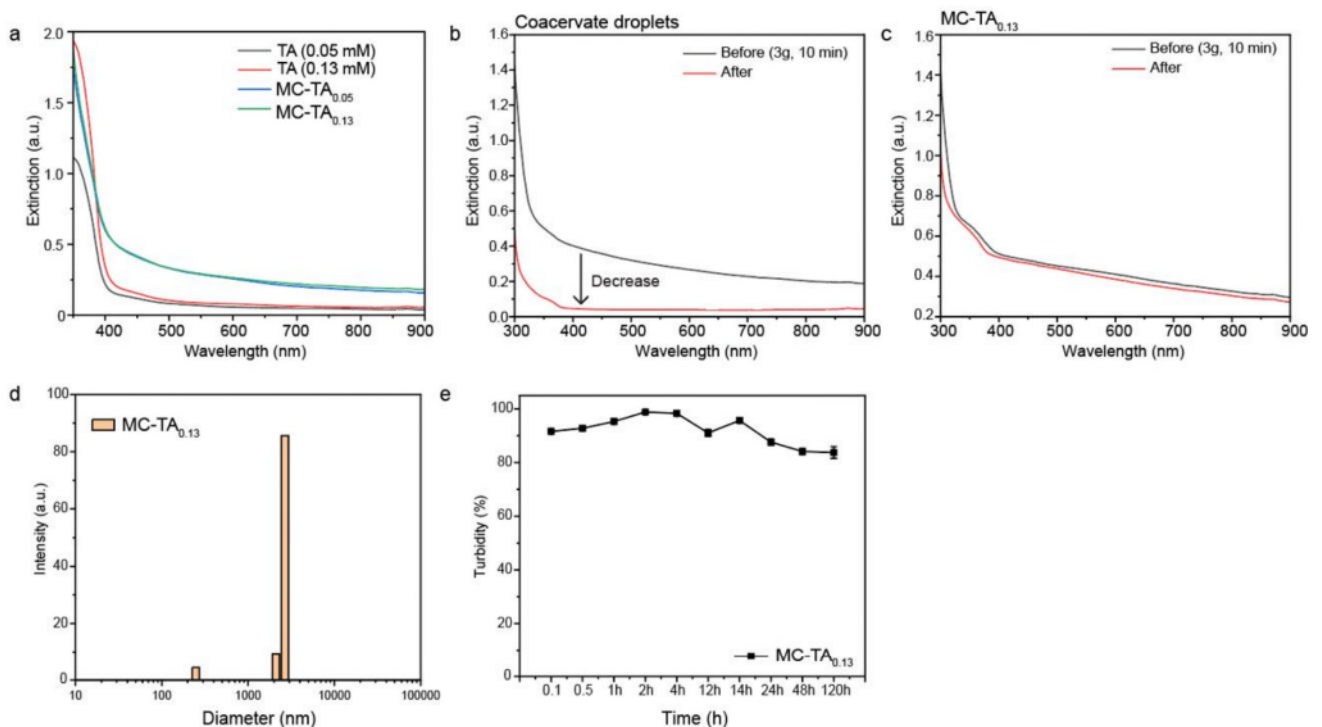 a
TA (0.05 mM)
TA (0.13 mM)
MC-TA0.05
MC-TA0.13
Extinction (a.u.)
2.0
1.5
1.0
0.5
0
400 500 600 700 800 900
Wavelength (nm)
b
Coacervate droplets
Before (3g, 10 min)
After
Decrease
Extinction (a.u.)
1.6
1.4
1.2
1.0
0.8
0.6
0.4
0.2
0.0
300 400 500 600 700 800 900
Wavelength (nm)
c
MC-TA0.13
Before (3g, 10 min)
After
Extinction (a.u.)
1.6
1.4
1.2
1.0
0.8
0.6
0.4
0.2
300 400 500 600 700 800 900
Wavelength (nm)
d
MC-TA0.13
Intensity (a.u.)
100
80
60
40
20
0
10 100 1000 10000 100000
Diameter (nm)
e
Turbidity (%)
100
80
60
40
20
0
MC-TA0.13
0.1 0.5 1h 2h 4h 12h 14h 24h 48h 120h
Time (h)